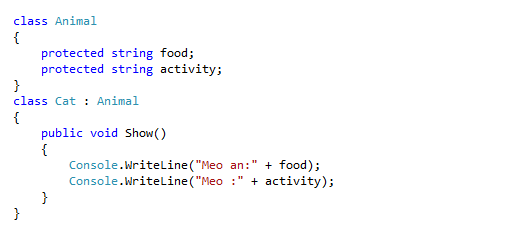 class Animal
{
    protected string food;
    protected string activity;
}
class Cat : Animal
{
    public void Show()
    {
        Console.WriteLine("Meo an:" + food);
        Console.WriteLine("Meo :" + activity);
    }
}